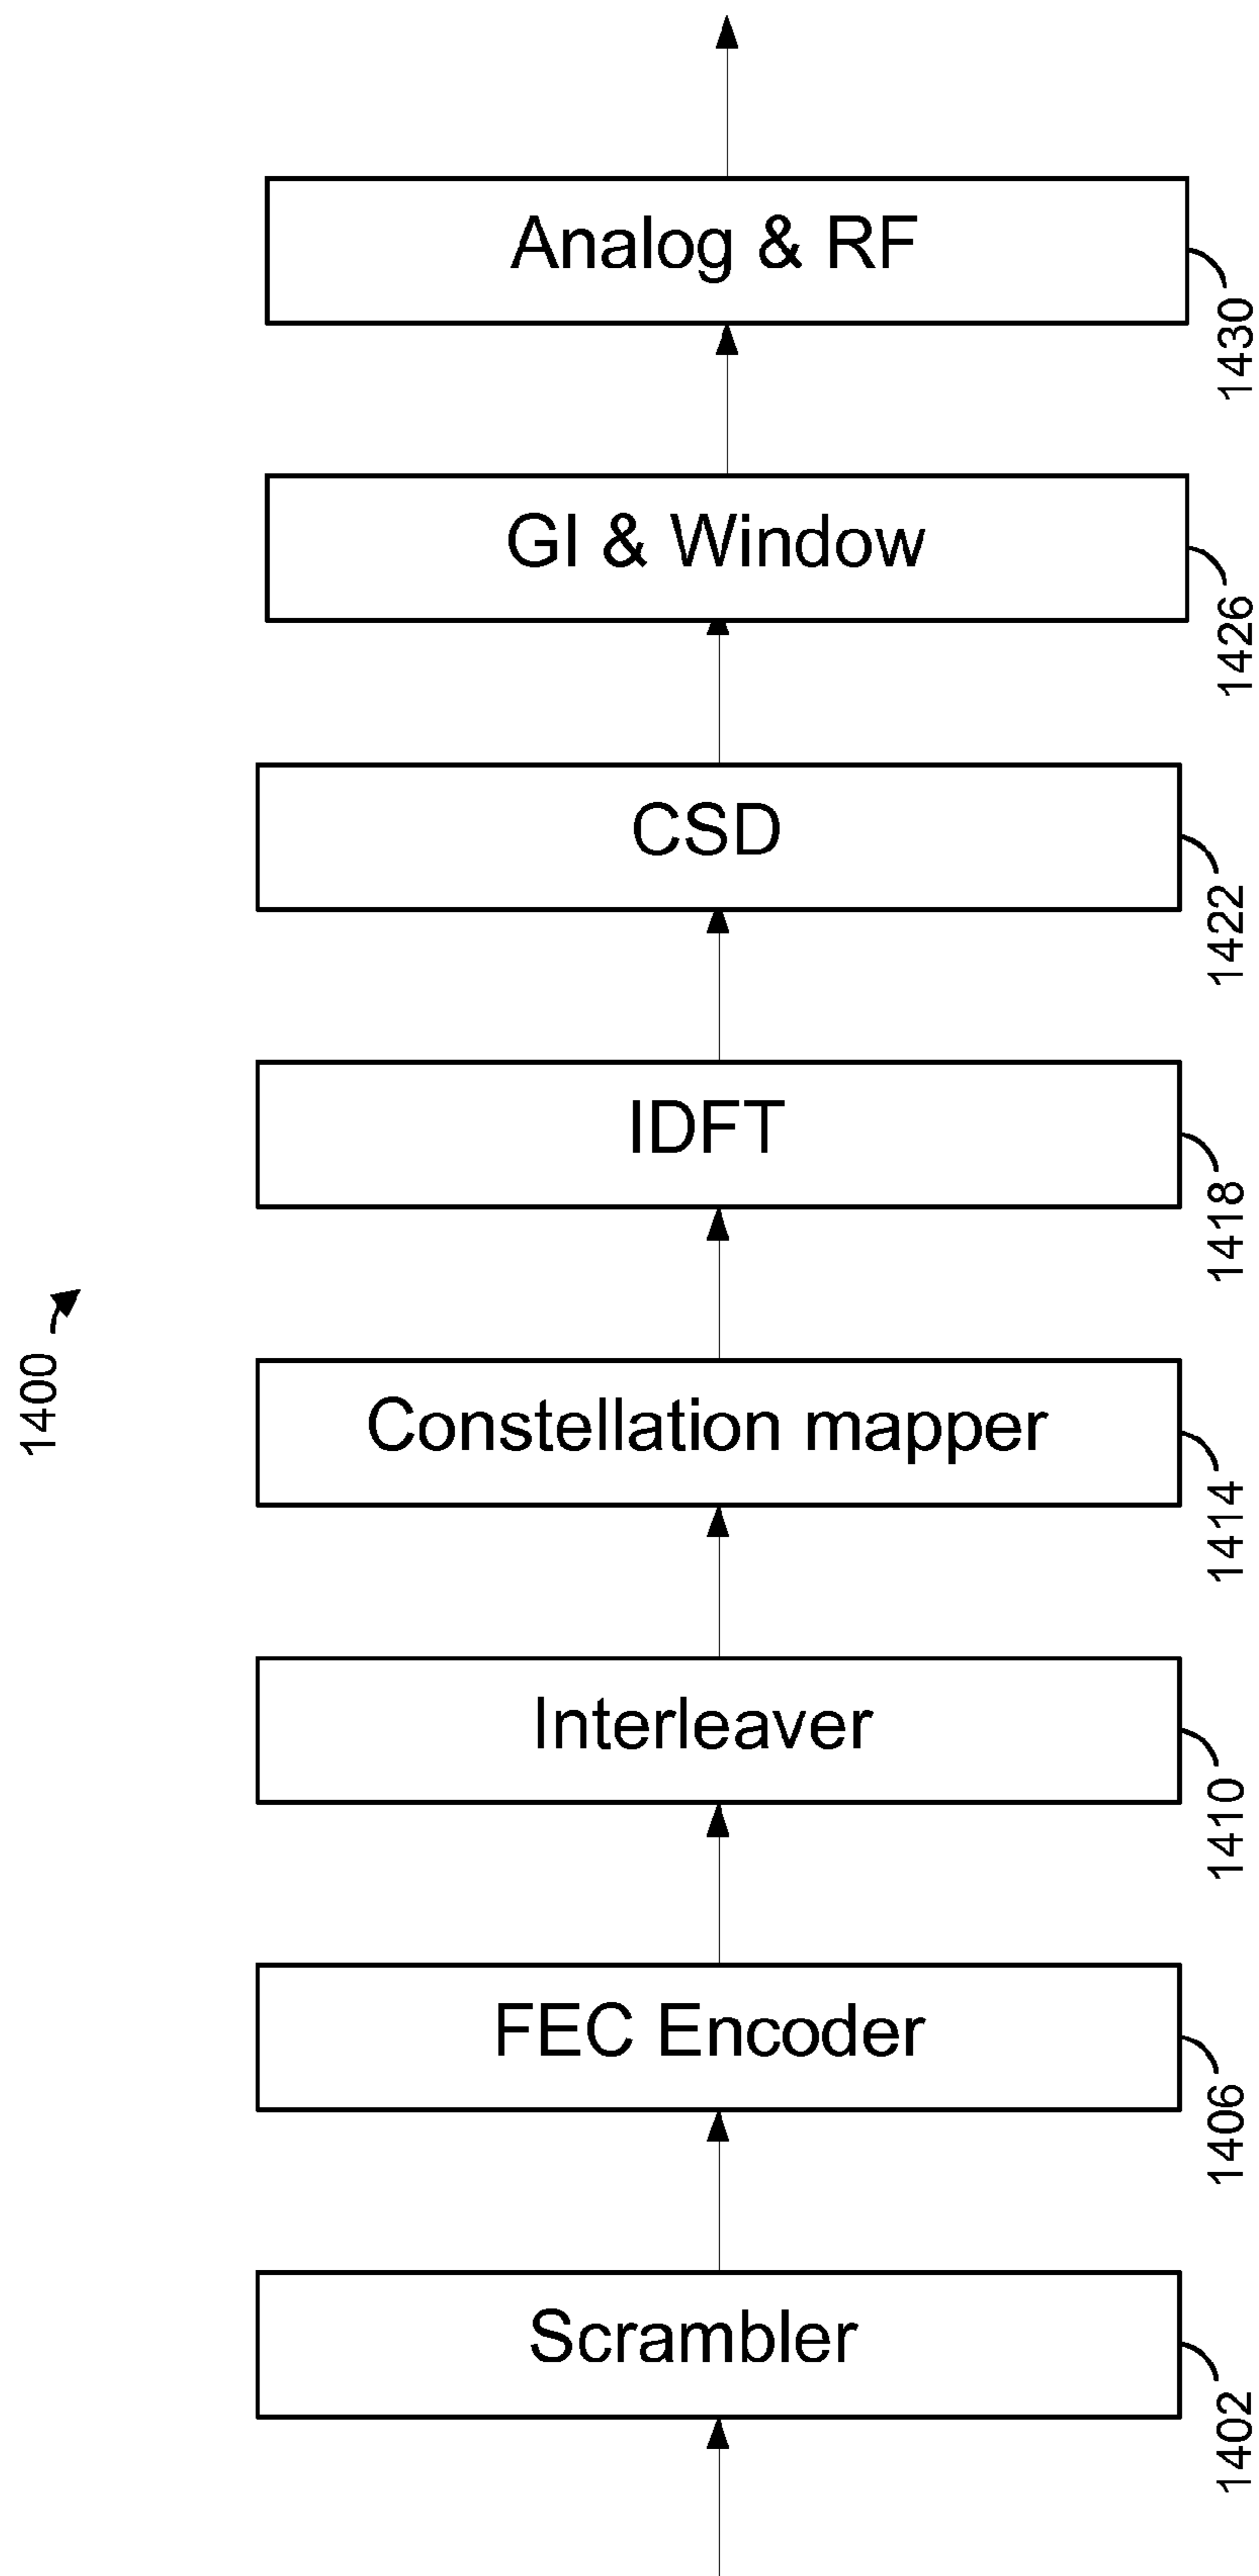 Analog & RF
1430
GI & Window
1426
CSD
1422
IDFT
1418
1400
Constellation mapper
1414
Interleaver
1410
FEC Encoder
1406
Scrambler
1402